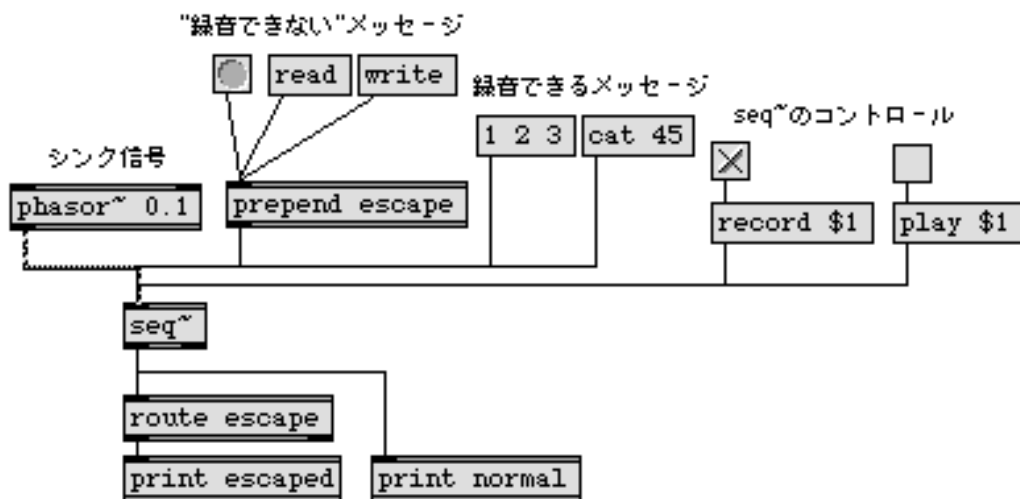 "録音できない"メッセージ
read
write
録音できるメッセージ
1 2 3
cat 45
seq~のコントロール
シンク信号
phasor~ 0.1
prepend escape
record $1
play $1
seq~
route escape
print escaped
print normal